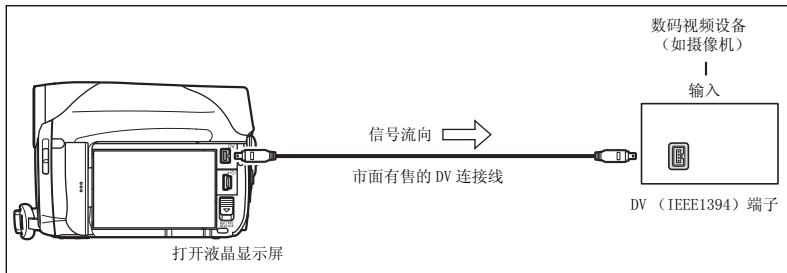 数码视频设备
（如摄像机）
输入
信号流向
市面有售的 DV 连接线
DV （IEEE1394）端子
打开液晶显示屏